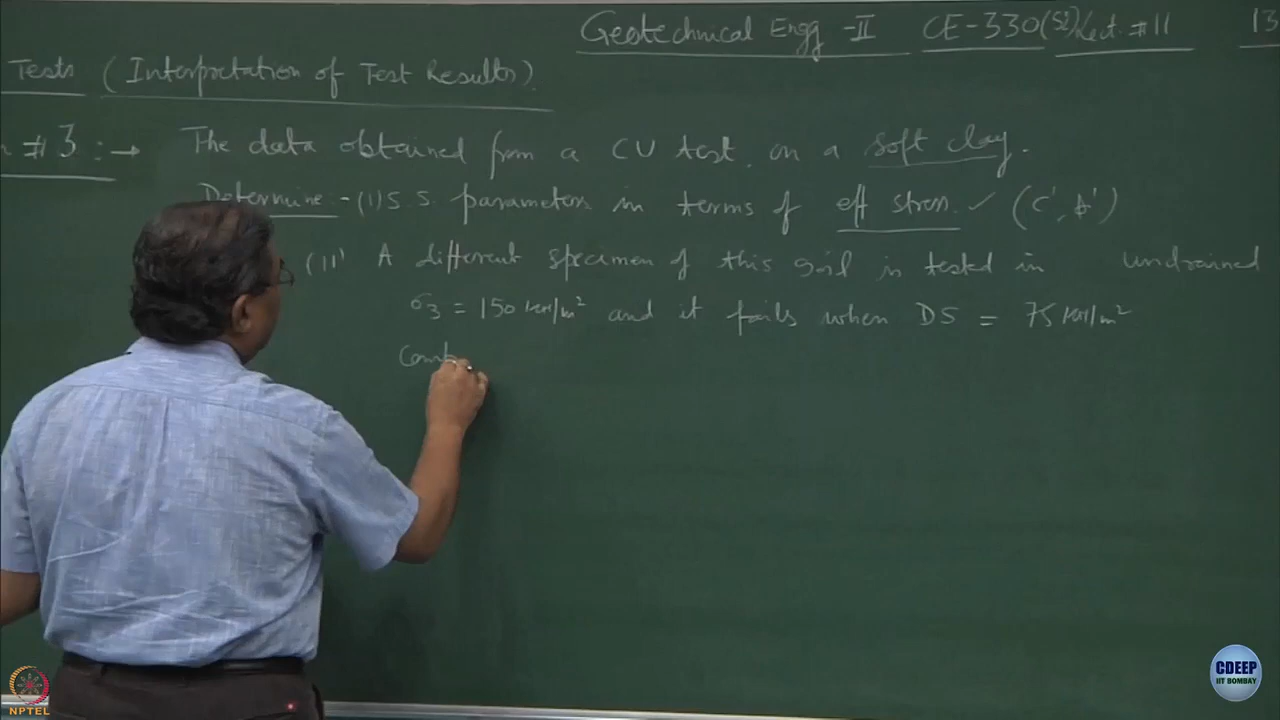 Geotechnical Engg -II CE-330(S2) Lect. #11 13
Tests (Interpretation of Test Results).
#3 :→ The data obtained from a CU test on a soft clay.
Determine - (i) S.S. parameters in terms of eff stress. ✓ (c', φ')
(ii) A different specimen of this soil is tested in undrained
σ3 = 150 kN/m² and it fails when DS = 75 kN/m²
Comp
CDEEP
IIT BOMBAY
NPTEL